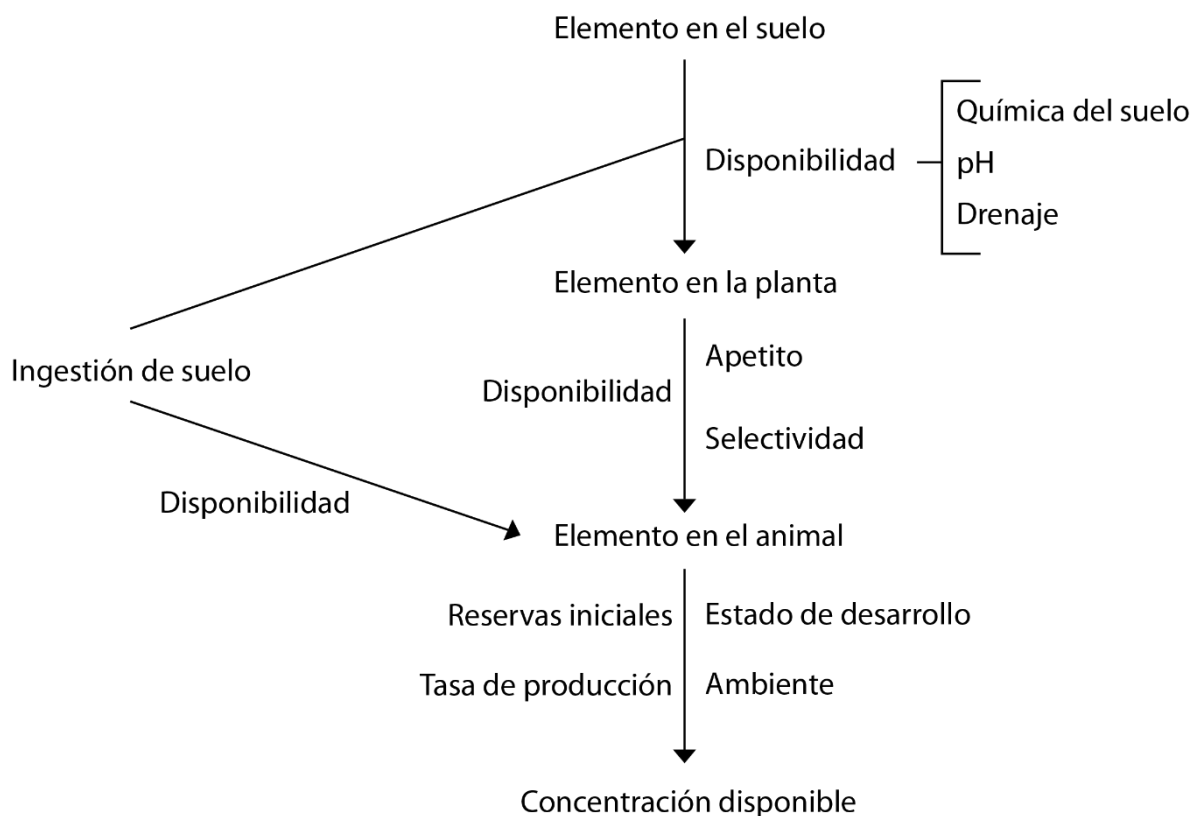 Elemento en el suelo
Disponibilidad
Química del suelo
pH
Drenaje
Elemento en la planta
Ingestión de suelo
Disponibilidad
Apetito
Selectividad
Disponibilidad
Elemento en el animal
Reservas iniciales
Estado de desarrollo
Tasa de producción
Ambiente
Concentración disponible